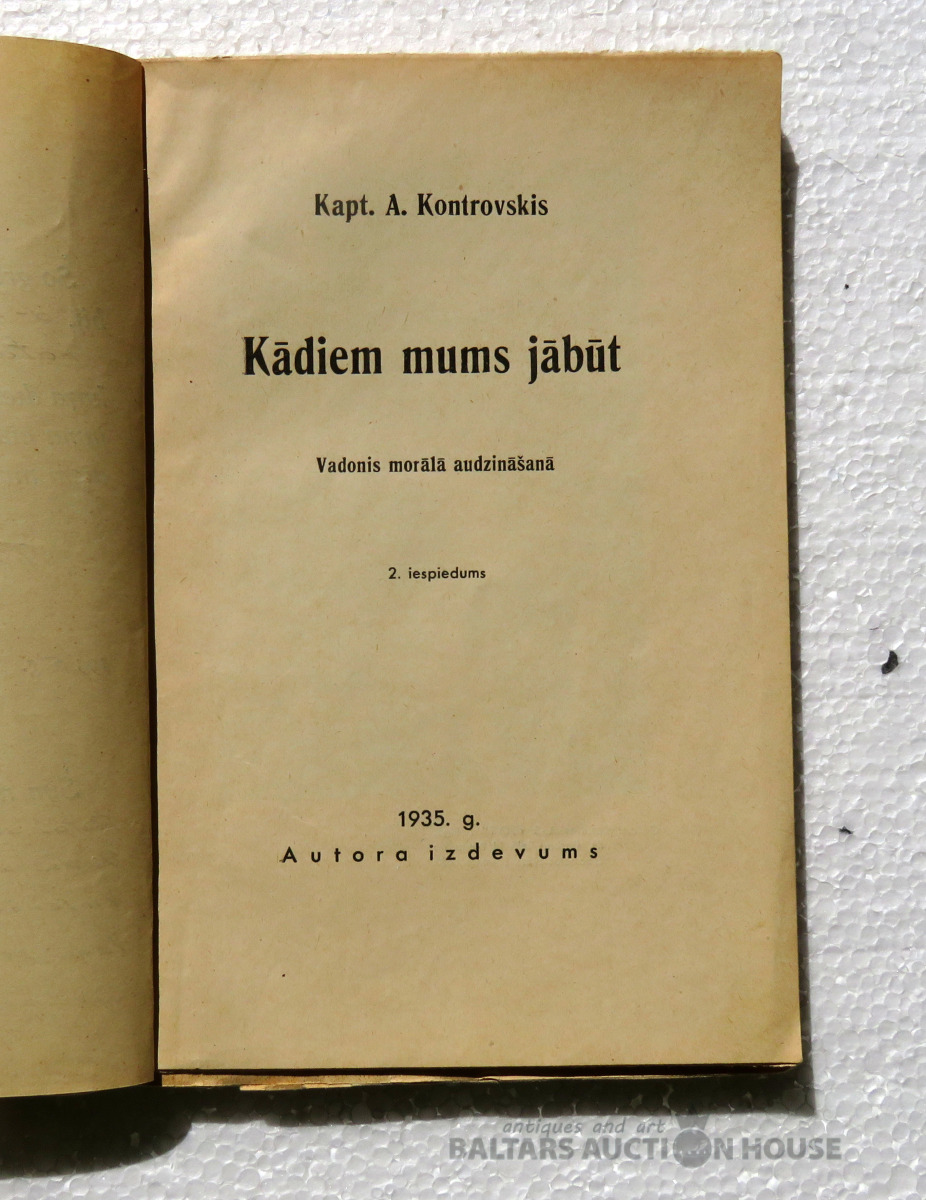 Kapt. A. Kontrovskis
Kādiem mums jābūt
Vadonis morālā audzināšanā
2. iespiedums
1935. g.
Autora izdevums
antiques and art
BALTARS AUCTION HOUSE